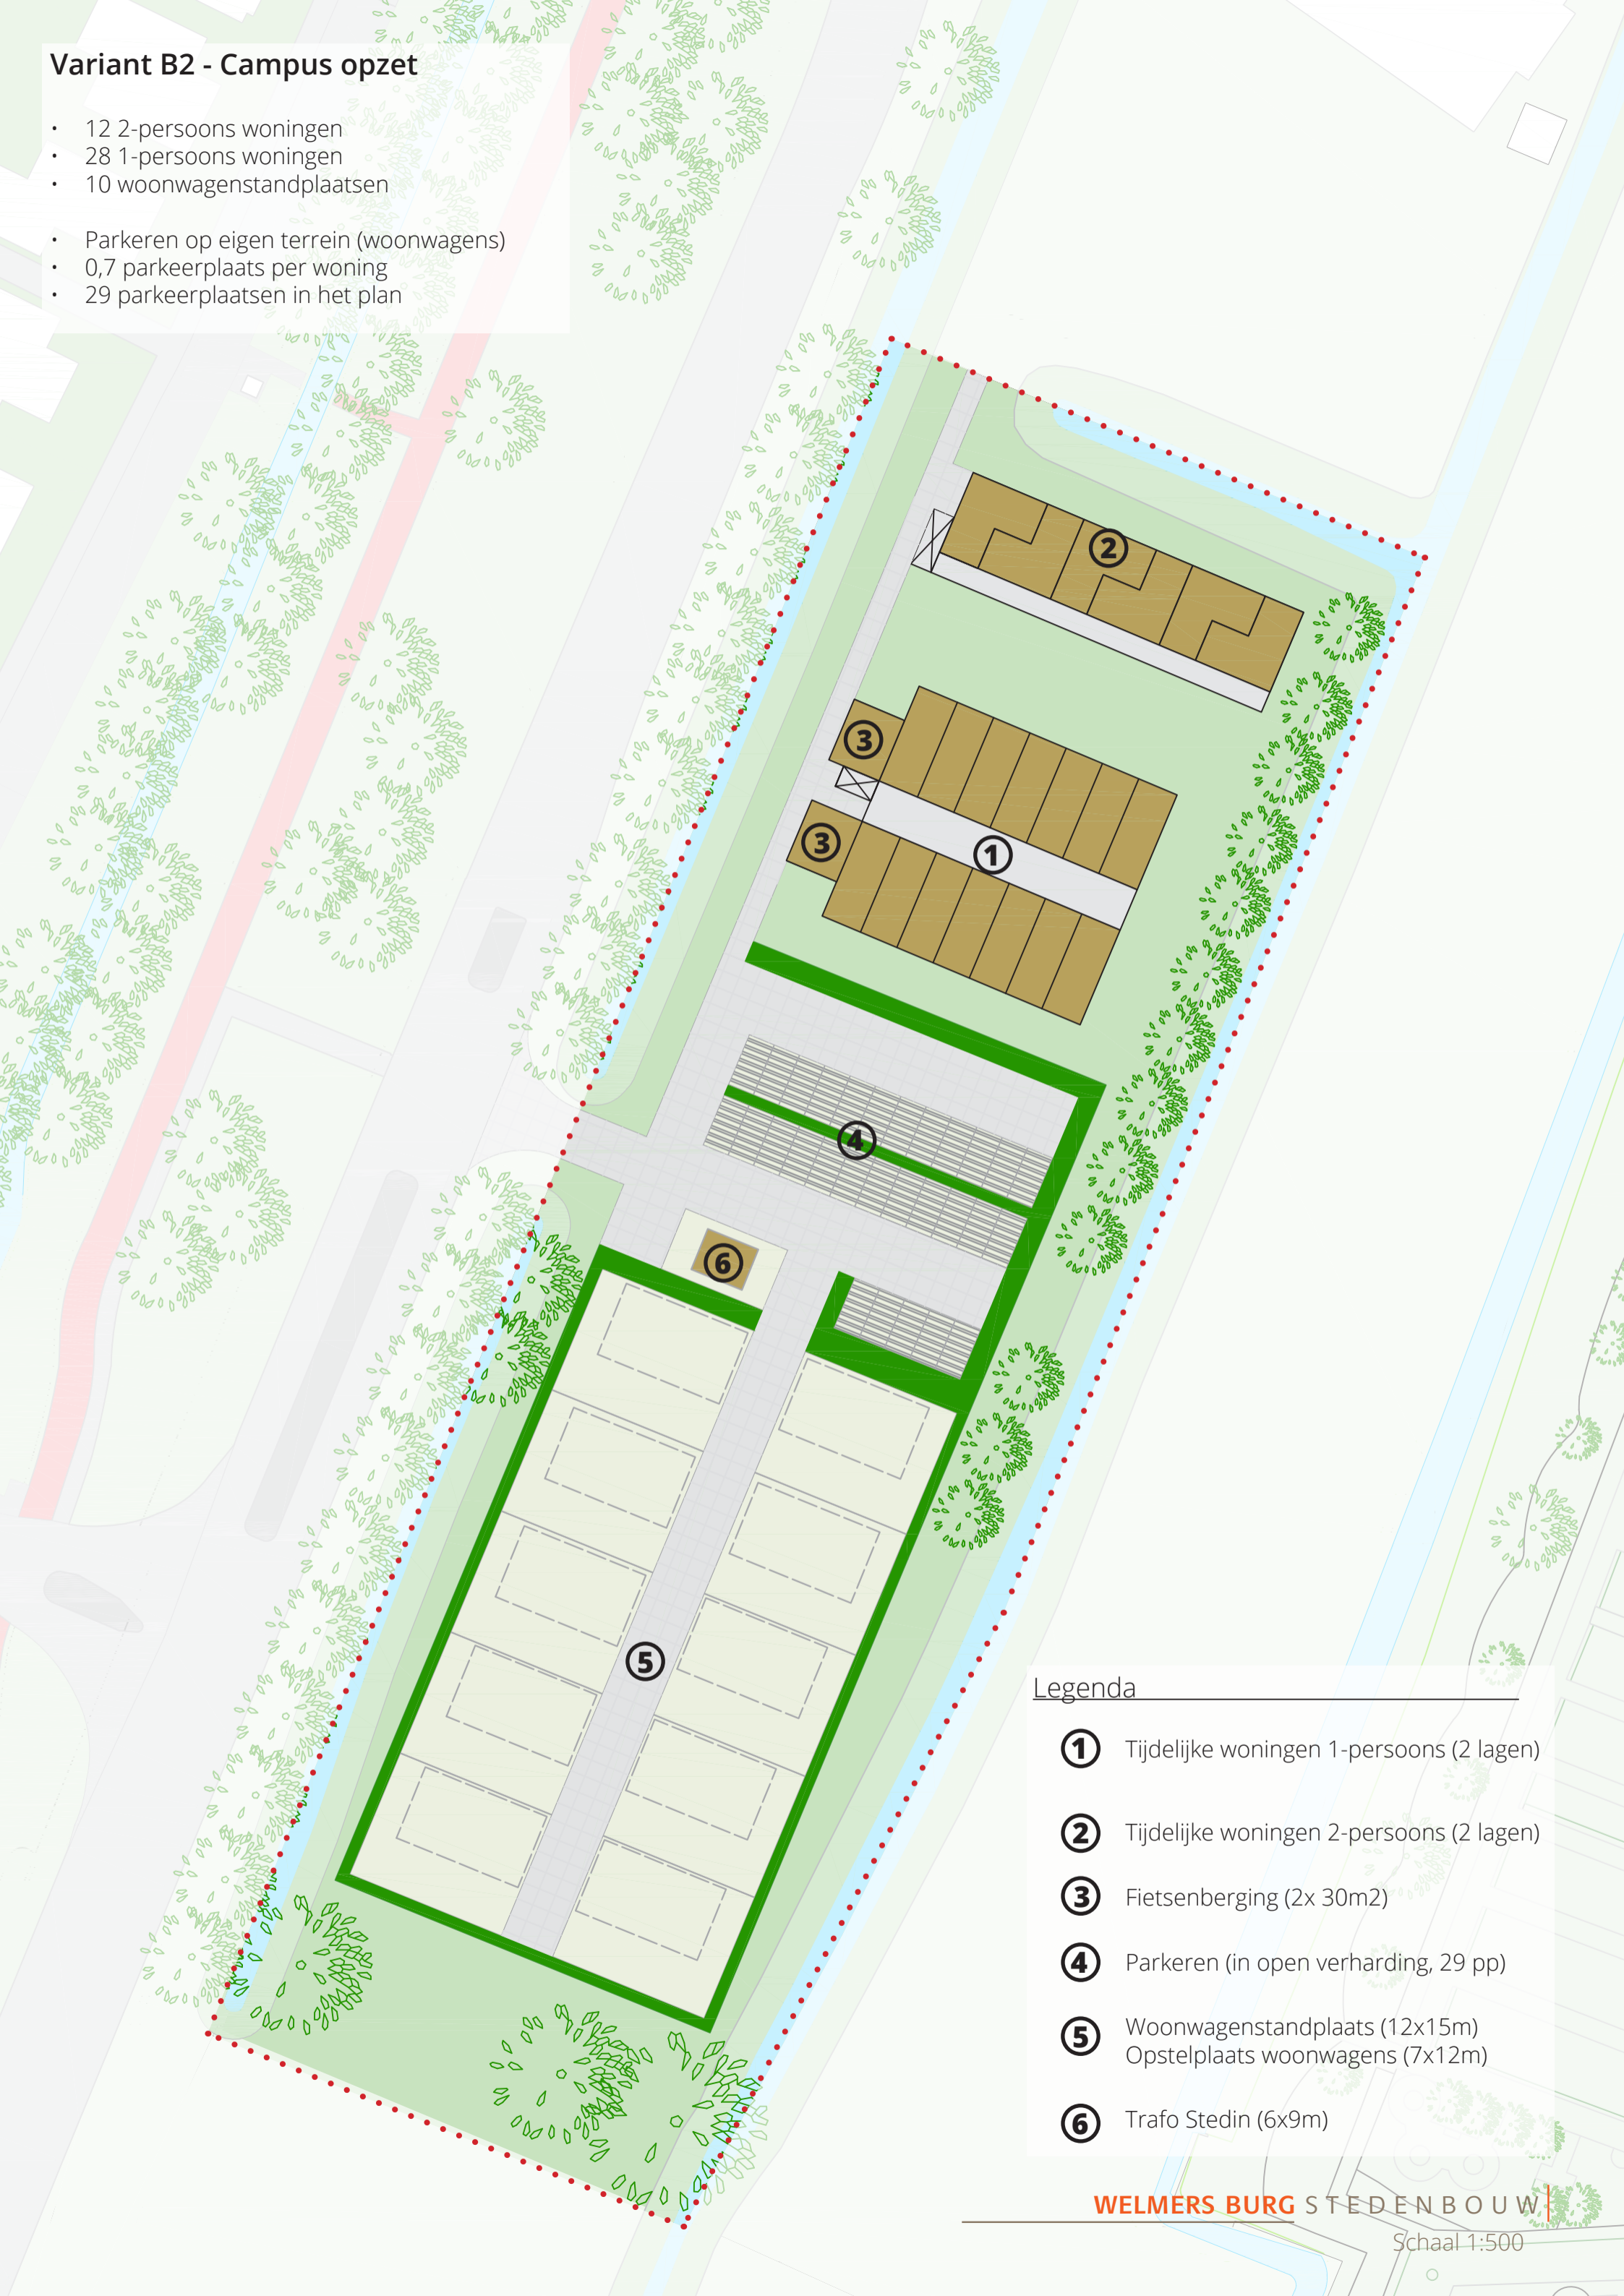 Variant B2 - Campus opzet
• 12 2-persoons woningen
• 28 1-persoons woningen
• 10 woonwagenstandplaatsen
• Parkeren op eigen terrein (woonwagens)
• 0,7 parkeerplaats per woning
• 29 parkeerplaatsen in het plan
2
3
3
1
4
6
5
Legenda
1 Tijdelijke woningen 1-persoons (2 lagen)
2 Tijdelijke woningen 2-persoons (2 lagen)
3 Fietsenberging (2x 30m2)
4 Parkeren (in open verharding, 29 pp)
5 Woonwagenstandplaats (12x15m)
Opstelplaats woonwagens (7x12m)
6 Trafo Stedin (6x9m)
WELMERS BURG STEDENBOUW
Schaal 1:500